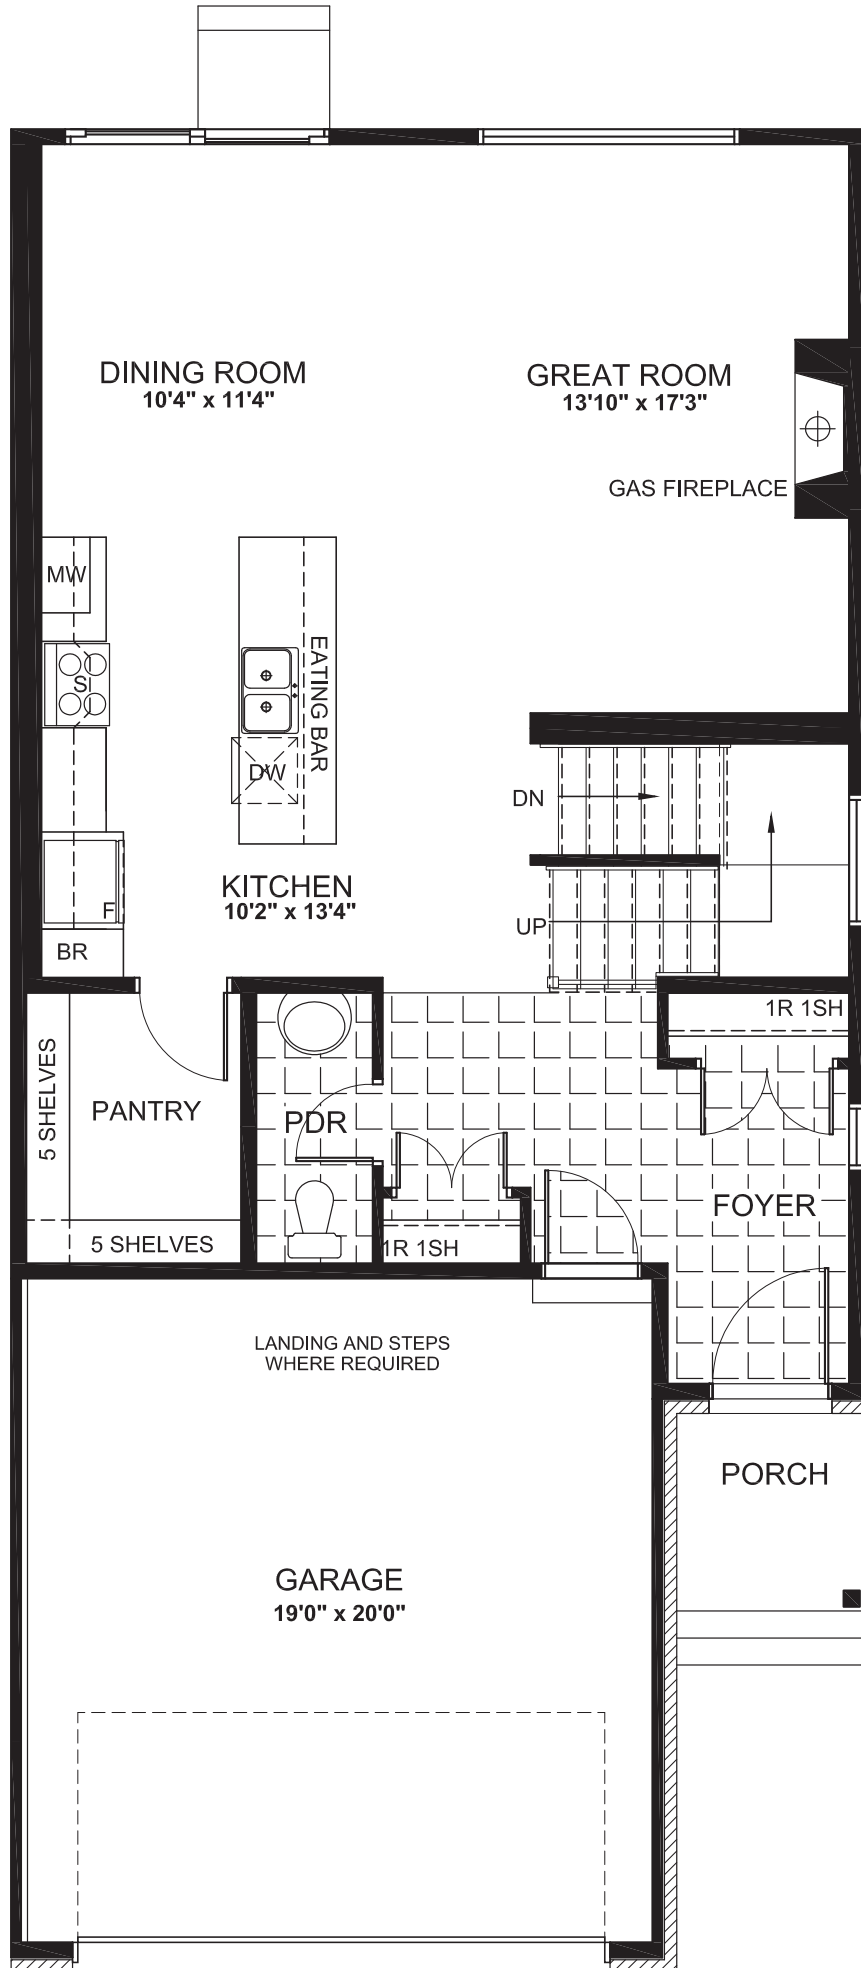 DINING ROOM
10'4" x 11'4"
GREAT ROOM
13'10" x 17'3"
GAS FIREPLACE
MW
S
EATING BAR
DW
DN
KITCHEN
10'2" x 13'4"
F
UP
BR
1R 1SH
5 SHELVES
PANTRY
PDR
FOYER
5 SHELVES
1R 1SH
LANDING AND STEPS
WHERE REQUIRED
PORCH
GARAGE
19'0" x 20'0"